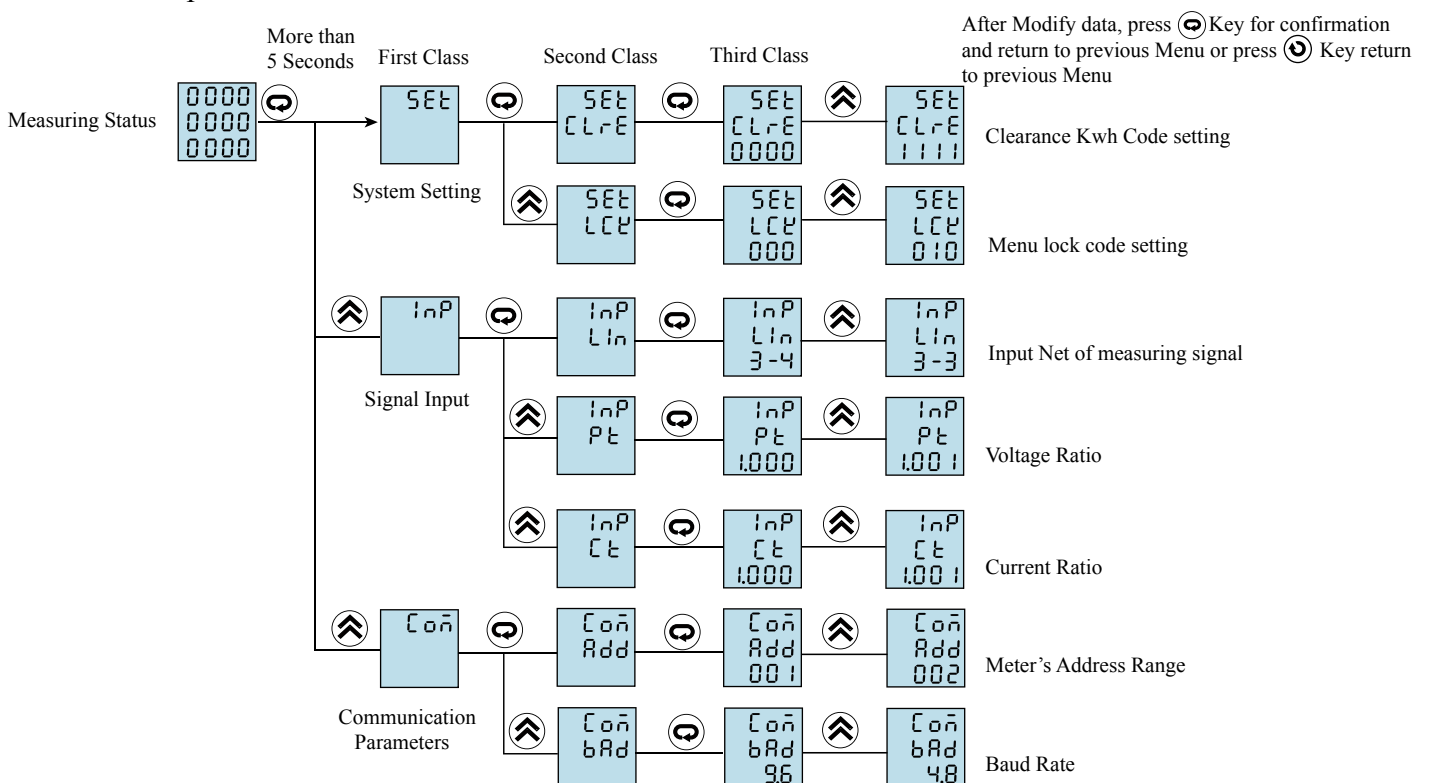 After Modify data, press Key for confirmation
and return to previous Menu or press Key return
to previous Menu
More than
5 Seconds
First Class
Second Class
Third Class
Measuring Status
0000
0000
0000
SEt
SEt
CLrE
SEt
CLrE
0000
SEt
CLrE
1111
Clearance Kwh Code setting
System Setting
SEt
LCK
SEt
LCK
000
SEt
LCK
010
Menu lock code setting
InP
InP
LIn
InP
LIn
3-4
InP
LIn
3-3
Input Net of measuring signal
Signal Input
InP
Pt
InP
Pt
1.000
InP
Pt
1.001
Voltage Ratio
InP
Ct
InP
Ct
1.000
InP
Ct
1.001
Current Ratio
Com
Com
Add
Com
Add
001
Com
Add
002
Meter’s Address Range
Communication
Parameters
Com
bAd
Com
bAd
9.6
Com
bAd
4.8
Baud Rate